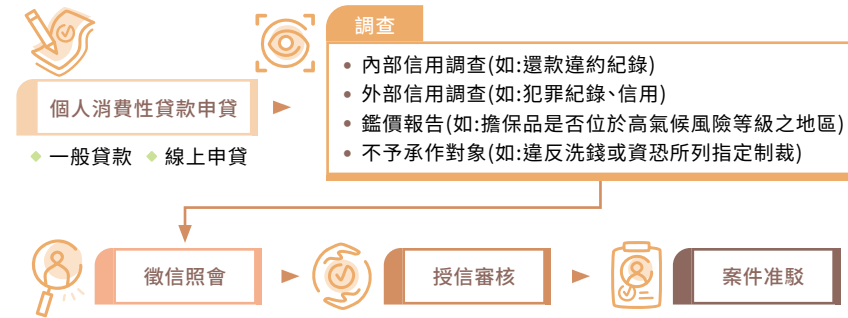 調查
個人消費性貸款申貸
一般貸款 線上申貸
內部信用調查(如:還款違約紀錄)
外部信用調查(如:犯罪紀錄、信用)
鑑價報告(如:擔保品是否位於高氣候風險等級之地區)
不予承作對象(如:違反洗錢或資恐所列指定制裁)
徵信照會
授信審核
案件准駁